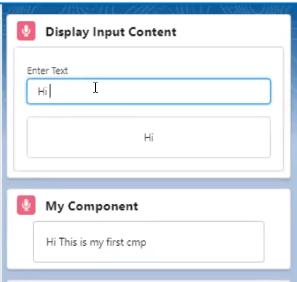 Display Input Content
Enter Text
Hi
Hi
My Component
Hi This is my first cmp